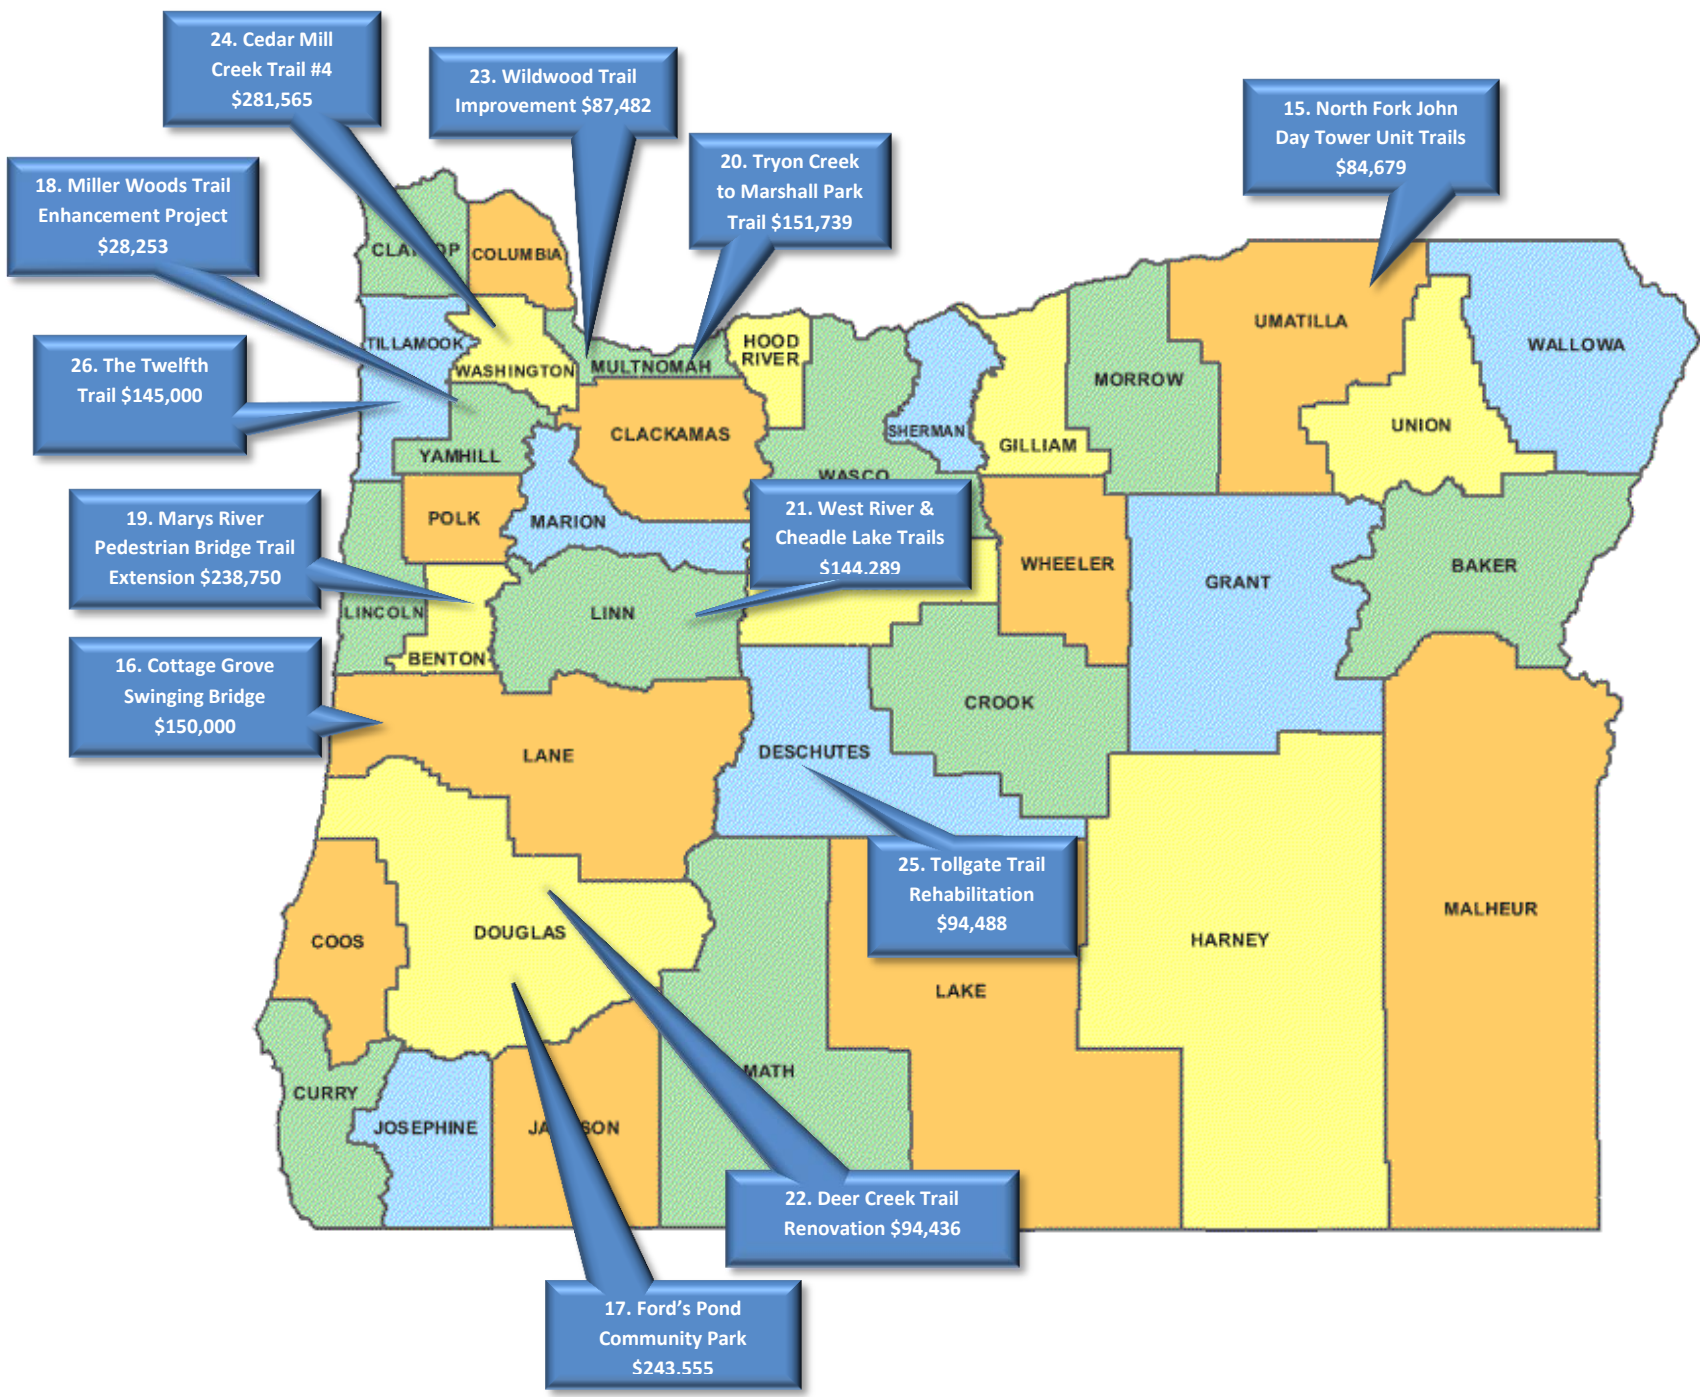 24. Cedar Mill
Creek Trail #4
$281,565
23. Wildwood Trail
Improvement $87,482
15. North Fork John
Day Tower Unit Trails
$84,679
20. Tryon Creek
to Marshall Park
Trail $151,739
18. Miller Woods Trail
Enhancement Project
$28,253
26. The Twelfth
Trail $145,000
19. Marys River
Pedestrian Bridge Trail
Extension $238,750
21. West River &
Cheadle Lake Trails
$144,289
16. Cottage Grove
Swinging Bridge
$150,000
25. Tollgate Trail
Rehabilitation
$94,488
22. Deer Creek Trail
Renovation $94,436
17. Ford’s Pond
Community Park
$243,555
COLUMBIA
TILLAMOOK
WASHINGTON
MULTNOMAH
HOOD
RIVER
UMATILLA
WALLOWA
MORROW
UNION
CLACKAMAS
SHERMAN
GILLIAM
YAMHILL
WASCO
POLK
MARION
WHEELER
GRANT
BAKER
LINCOLN
LINN
BENTON
CROOK
LANE
DESCHUTES
COOS
DOUGLAS
MALHEUR
HARNEY
LAKE
MATH
CURRY
JOSEPHINE